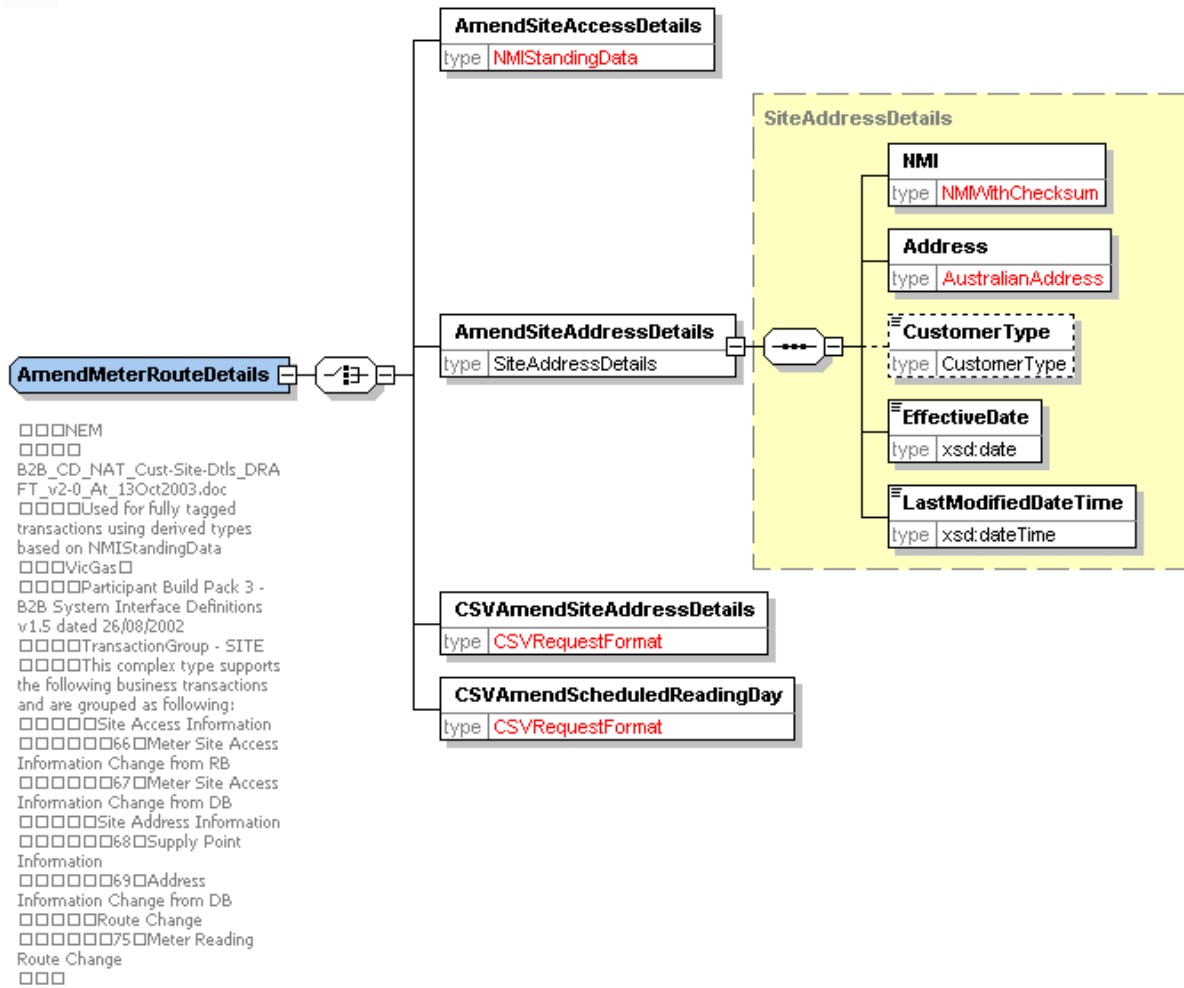 AmendSiteAccessDetails
type NMIStandingData
SiteAddressDetails
NMI
type NMIWithChecksum
Address
type AustralianAddress
AmendSiteAddressDetails
type SiteAddressDetails
CustomerType
type CustomerType
AmendMeterRouteDetails
EffectiveDate
type xsd:date
LastModifiedDateTime
type xsd:dateTime
CSVAmendSiteAddressDetails
type CSVRequestFormat
CSVAmendScheduledReadingDay
type CSVRequestFormat
□□□NEM
□□□□
B2B_CD_NAT_Cust-Site-Dtls_DRA
FT_v2-0_At_13Oct2003.doc
□□□□Used for fully tagged
transactions using derived types
based on NMIStandingData
□□□VicGas□
□□□□Participant Build Pack 3 -
B2B System Interface Definitions
v1.5 dated 26/08/2002
□□□□TransactionGroup - SITE
□□□□This complex type supports
the following business transactions
and are grouped as following:
□□□□□Site Access Information
□□□□□□66□Meter Site Access
Information Change from RB
□□□□□□67□Meter Site Access
Information Change from DB
□□□□□Site Address Information
□□□□□□68□Supply Point
Information
□□□□□□69□Address
Information Change from DB
□□□□□Route Change
□□□□□□75□Meter Reading
Route Change
□□□